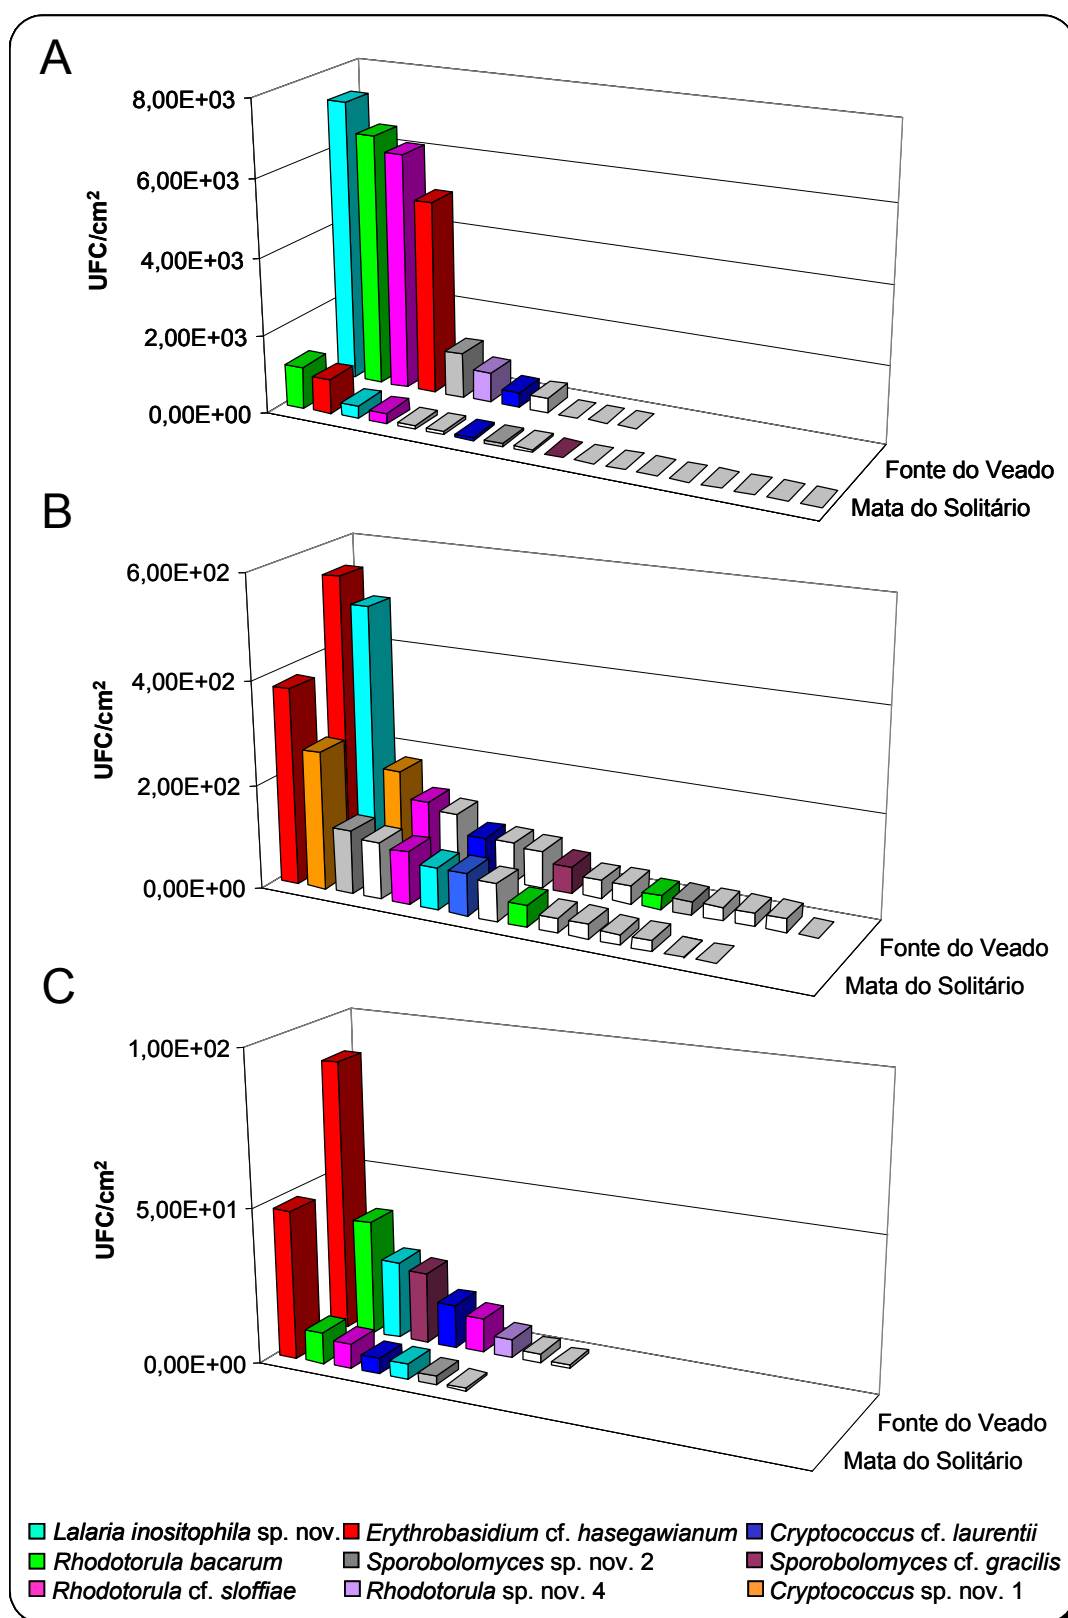 A
8,00E+03
6,00E+03
4,00E+03
2,00E+03
0,00E+00
UFC/cm²
Fonte do Veado
Mata do Solitário
B
6,00E+02
4,00E+02
2,00E+02
0,00E+00
UFC/cm²
Fonte do Veado
Mata do Solitário
C
1,00E+02
5,00E+01
0,00E+00
UFC/cm²
Fonte do Veado
Mata do Solitário
Lalaria inositophila sp. nov. Erythrobasidium cf. hasegawianum Cryptococcus cf. laurentii
Rhodotorula bacarum Sporobolomyces sp. nov. 2 Sporobolomyces cf. gracilis
Rhodotorula cf. sloffiae Rhodotorula sp. nov. 4 Cryptococcus sp. nov. 1